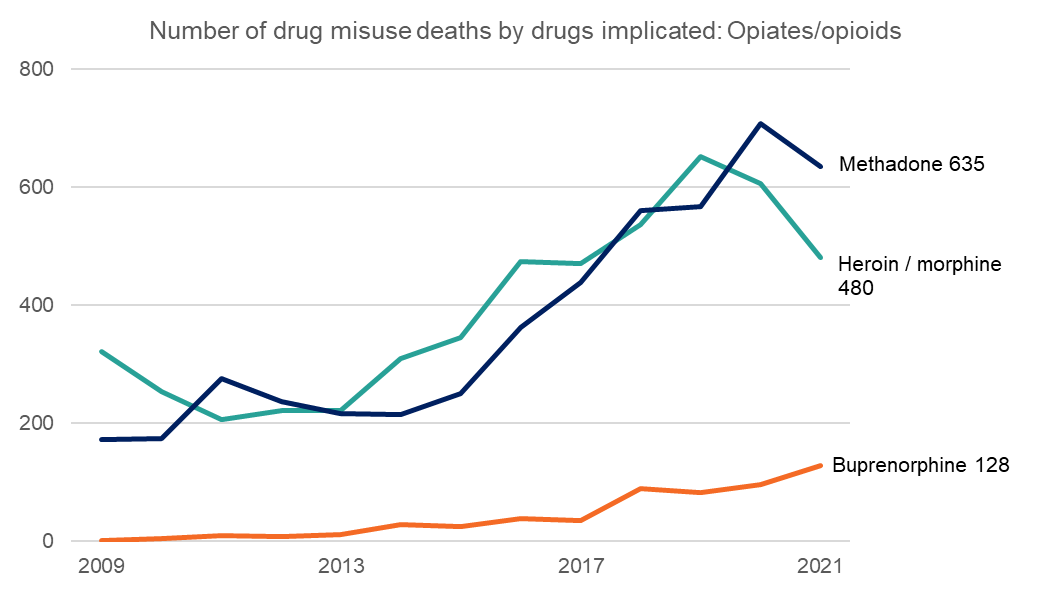 Number of drug misuse deaths by drugs implicated: Opiates/opioids
800
600
400
200
0
Methadone 635
Heroin / morphine
480
Buprenorphine 128
2009
2013
2017
2021